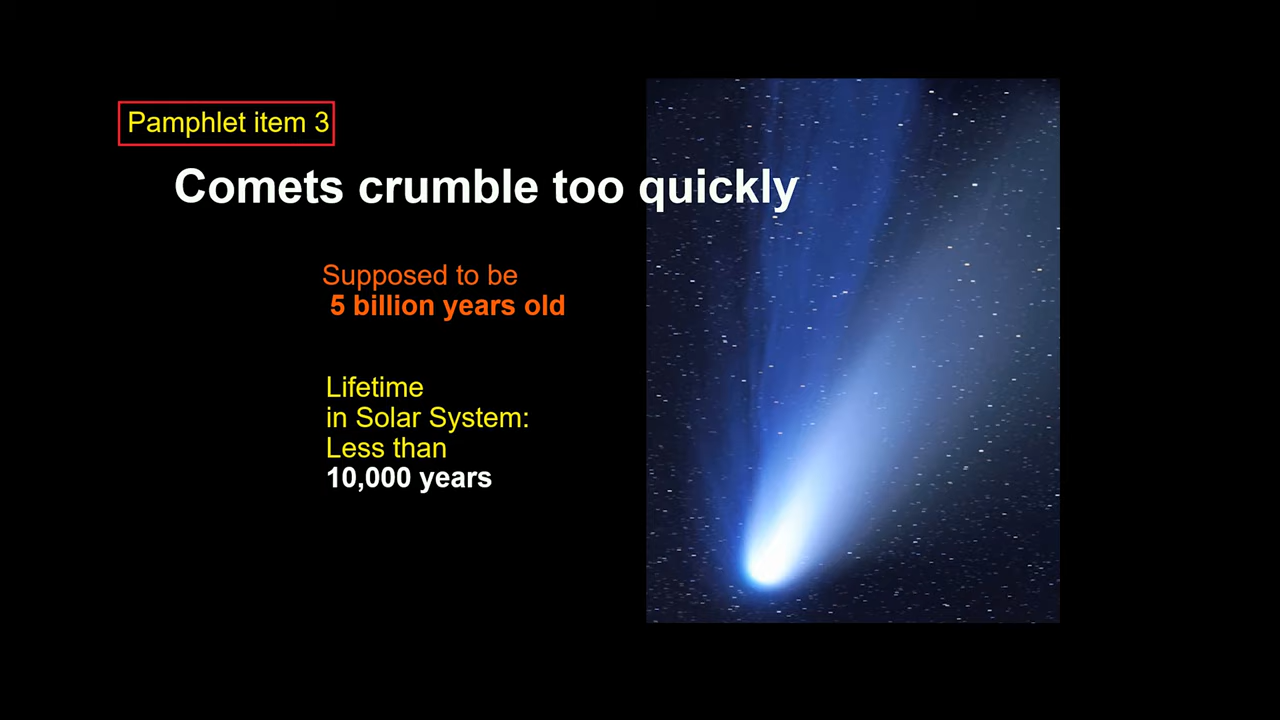 Pamphlet item 3
Comets crumble too quickly
Supposed to be
5 billion years old
Lifetime
in Solar System:
Less than
10,000 years